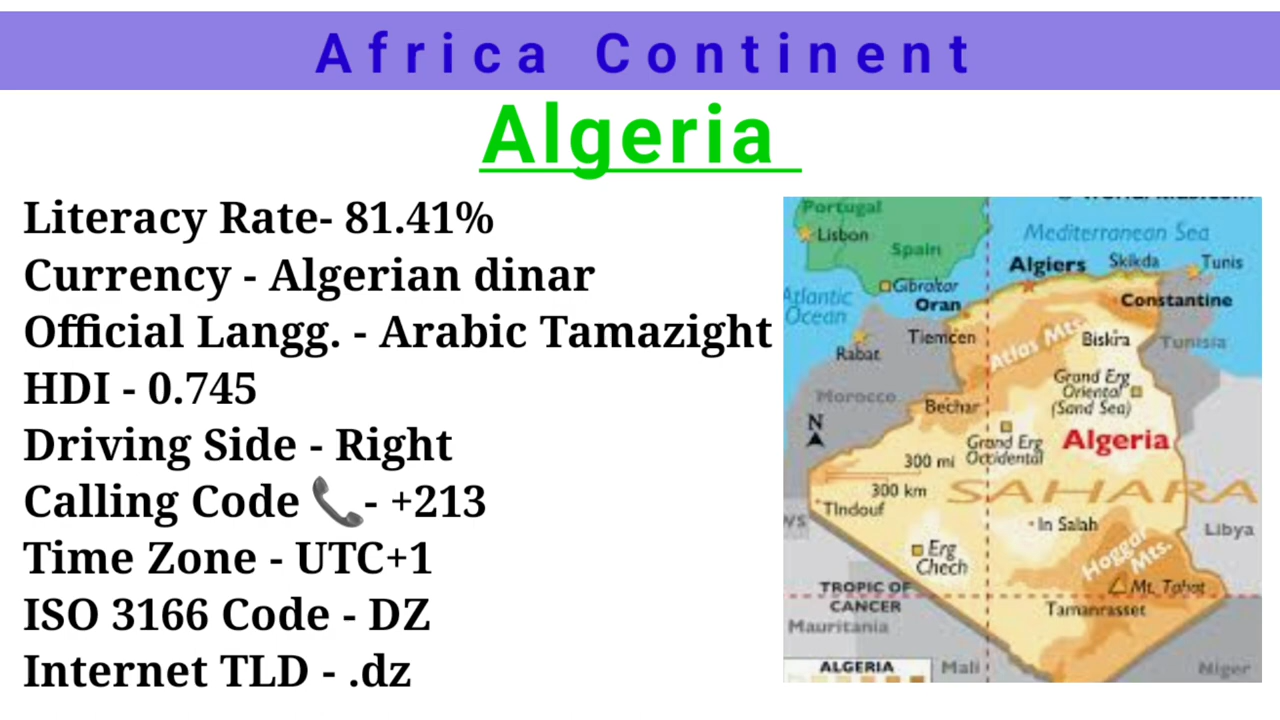 Africa Continent
Algeria
Literacy Rate- 81.41%
Currency - Algerian dinar
Official Langg. - Arabic Tamazight
HDI - 0.745
Driving Side - Right
Calling Code 📞- +213
Time Zone - UTC+1
ISO 3166 Code - DZ
Internet TLD - .dz
Portugal
Lisbon
Spain
Mediterranean Sea
Algiers
Skikda
Tunis
Gibraltar
Atlantic
Ocean
Oran
Constantine
Tlemcen
Atlas Mts.
Biskra
Tunisia
Rabat
Grand Erg
Oriental
(Sand Sea)
Morocco
Bechar
N
Grand Erg
Occidental
Algeria
300 mi
300 km
SAHARA
Tindouf
WS
In Salah
Libya
Erg
Chech
Hoggar
Mts.
TROPIC OF
CANCER
Mt. Tahat
Tamanrasset
Mauritania
ALGERIA
Mali
Niger